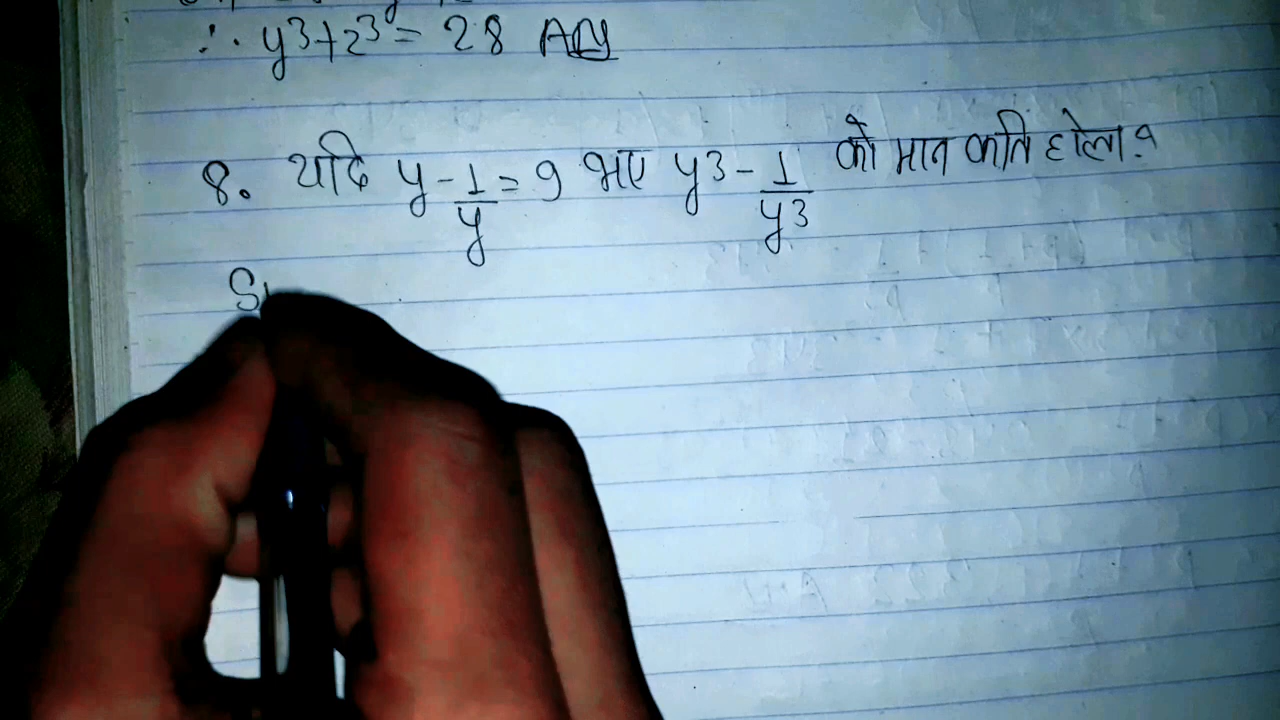 ∴ y³+z³= 28 Ans
8. यदि y - 1/y = 9 भए y³ - 1/y³ को मान कति होला?
S